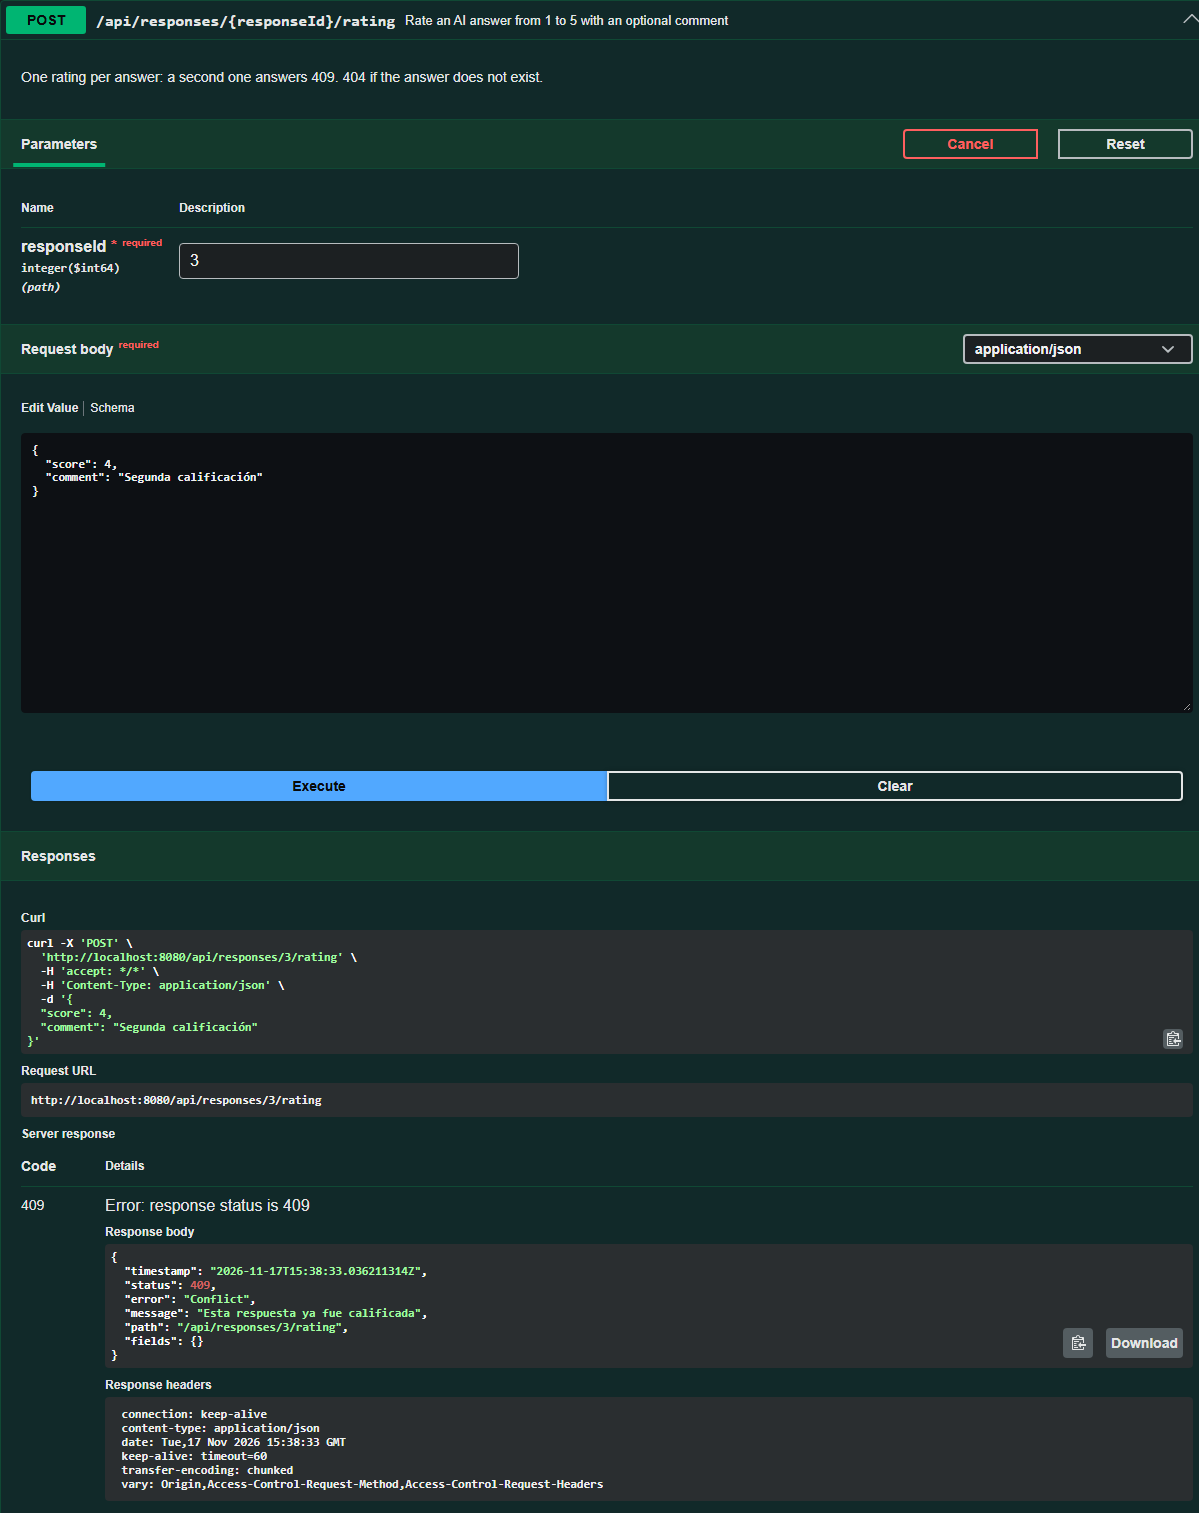 POST /api/responses/{responseId}/rating Rate an AI answer from 1 to 5 with an optional comment
One rating per answer: a second one answers 409. 404 if the answer does not exist.
Parameters Cancel Reset
Name Description
responseId * required
integer($int64)
(path)
3
Request body required application/json
Edit Value | Schema
{
  "score": 4,
  "comment": "Segunda calificación"
}
Execute Clear
Responses
Curl
curl -X 'POST' \
  'http://localhost:8080/api/responses/3/rating' \
  -H 'accept: */*' \
  -H 'Content-Type: application/json' \
  -d '{
  "score": 4,
  "comment": "Segunda calificación"
}'
Request URL
http://localhost:8080/api/responses/3/rating
Server response
Code Details
409 Error: response status is 409
Response body
{
  "timestamp": "2026-11-17T15:38:33.036211314Z",
  "status": 409,
  "error": "Conflict",
  "message": "Esta respuesta ya fue calificada",
  "path": "/api/responses/3/rating",
  "fields": {}
}
Download
Response headers
connection: keep-alive
content-type: application/json
date: Tue,17 Nov 2026 15:38:33 GMT
keep-alive: timeout=60
transfer-encoding: chunked
vary: Origin,Access-Control-Request-Method,Access-Control-Request-Headers